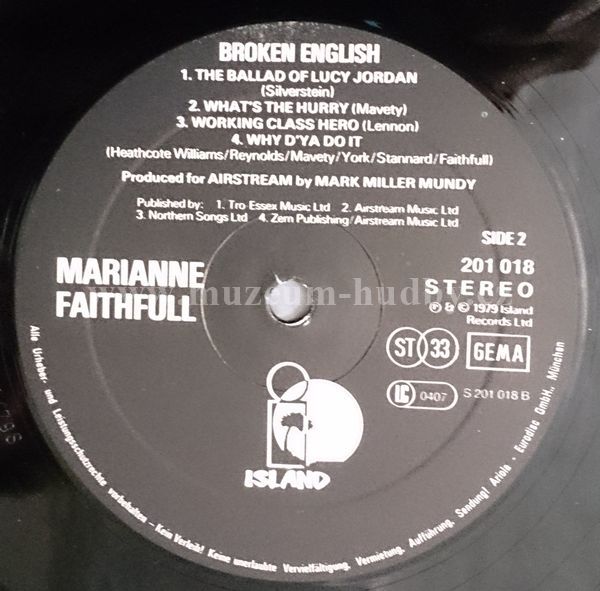 BROKEN ENGLISH
1. THE BALLAD OF LUCY JORDAN
(Silverstein)
2. WHAT'S THE HURRY (Mavety)
3. WORKING CLASS HERO (Lennon)
4. WHY D'YA DO IT
(Heathcote Williams/Reynolds/Mavety/York/Stannard/Faithfull)
Produced for AIRSTREAM by MARK MILLER MUNDY
Published by: 1. Tro Essex Music Ltd 2. Airstream Music Ltd
3. Northern Songs Ltd 4. Zem Publishing/Airstream Music Ltd
SIDE 2
MARIANNE
FAITHFULL
201 018
STEREO
℗ & © 1979 Island
Records Ltd
www.muzeum-hudby.cz
ST 33 GEMA
LC 0407 S 201 018 B
ISLAND
Alle Urheber- und Leistungsschutzrechte vorbehalten – Kein Verleih! Keine unerlaubte Vervielfältigung, Vermietung, Aufführung, Sendung! Ariola - Eurodisc GmbH., München